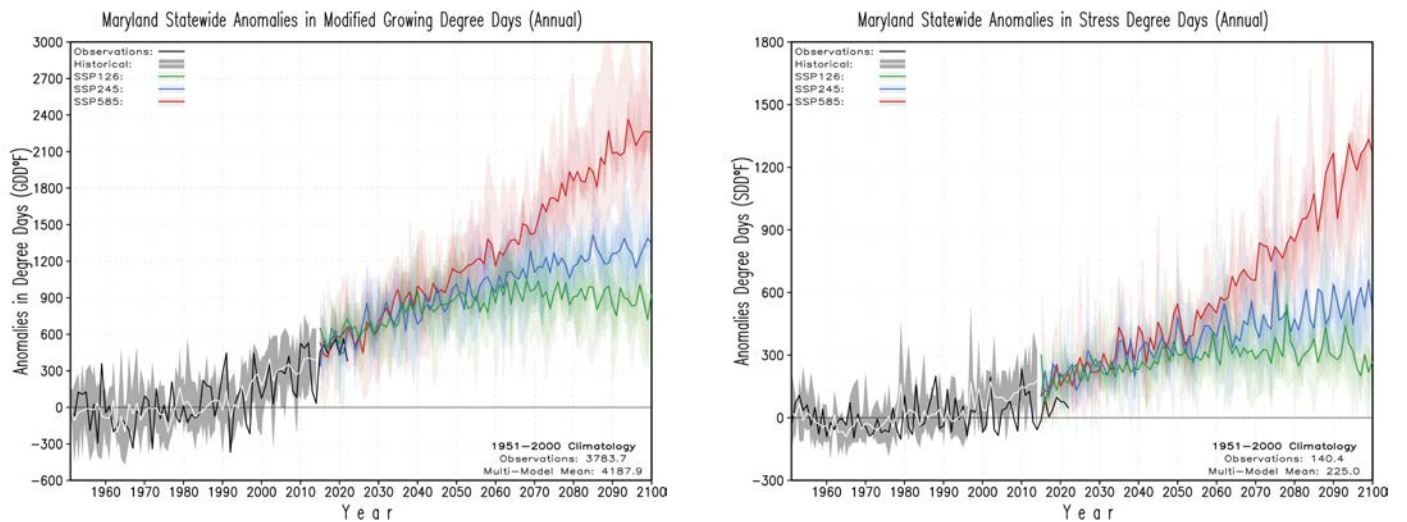 Maryland Statewide Anomalies in Modified Growing Degree Days (Annual)
Anomalies in Degree Days (GDD°F)
3000
2700
2400
2100
1800
1500
1200
900
600
300
0
-300
-600
Observations:
Historical:
SSP126:
SSP245:
SSP585:
1951-2000 Climatology
Observations: 3783.7
Multi-Model Mean: 4187.9
1960 1970 1980 1990 2000 2010 2020 2030 2040 2050 2060 2070 2080 2090 2100
Year
Maryland Statewide Anomalies in Stress Degree Days (Annual)
Anomalies Degree Days (SDD°F)
1800
1500
1200
900
600
300
0
-300
Observations:
Historical:
SSP126:
SSP245:
SSP585:
1951-2000 Climatology
Observations: 140.4
Multi-Model Mean: 225.0
1960 1970 1980 1990 2000 2010 2020 2030 2040 2050 2060 2070 2080 2090 2100
Year